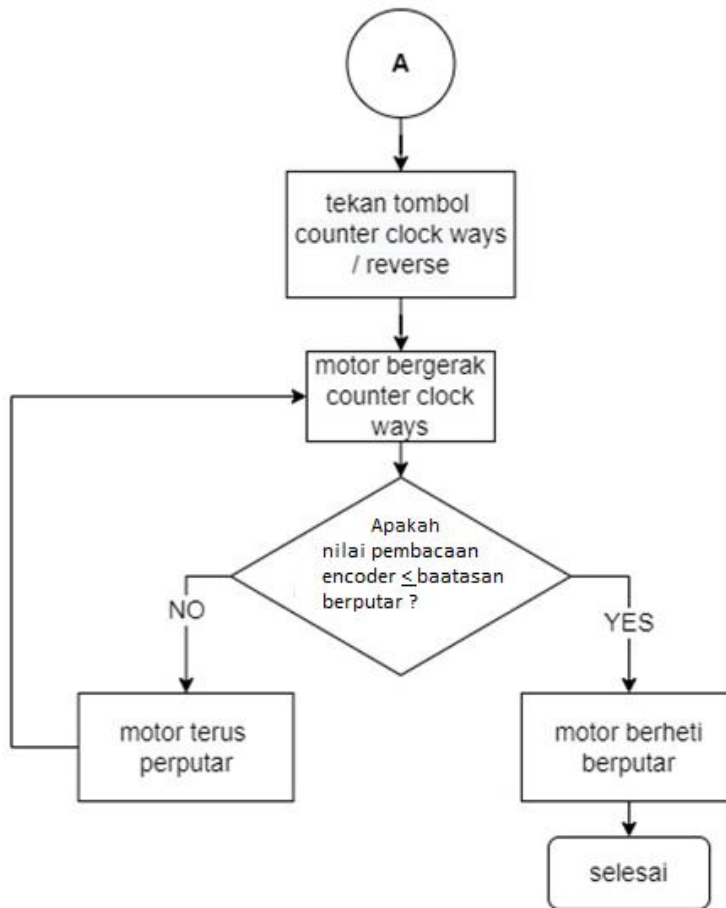 A
tekan tombol
counter clock ways
/ reverse
motor bergerak
counter clock
ways
Apakah
nilai pembacaan
encoder ≤ baatasan
berputar ?
NO
YES
motor terus
perputar
motor berheti
berputar
selesai